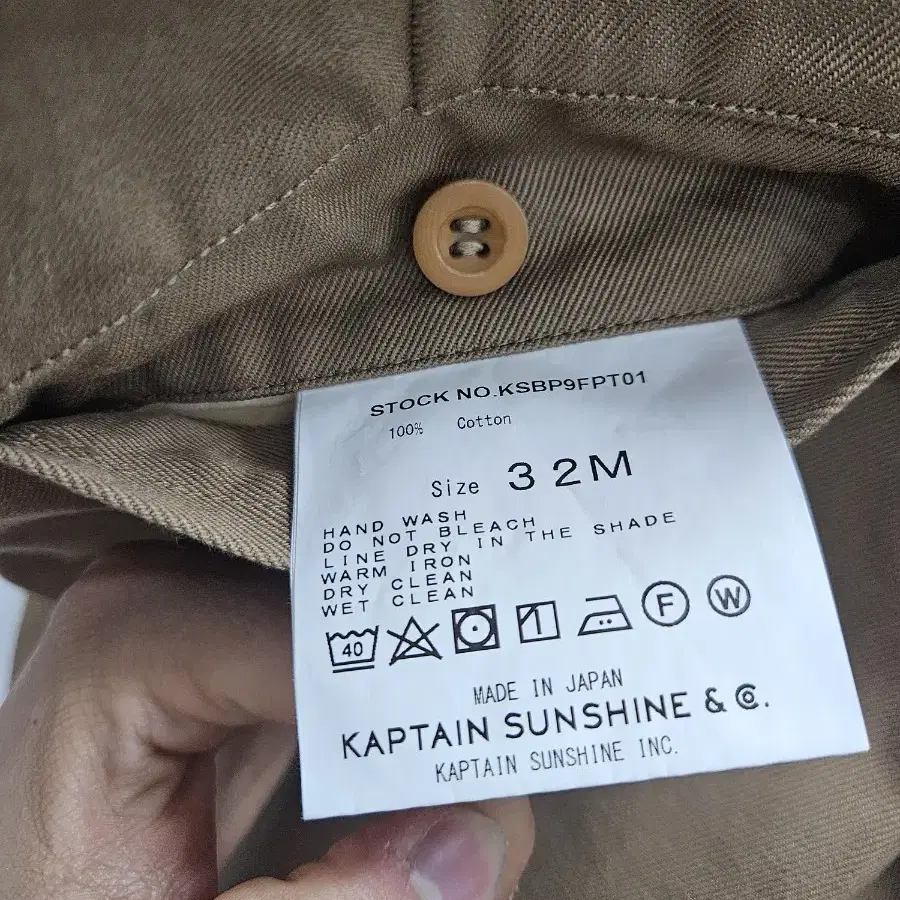 STOCK NO.KSBP9FPT01
100% Cotton
Size 32M
HAND WASH
DO NOT BLEACH
LINE DRY IN THE SHADE
WARM IRON
DRY CLEAN
WET CLEAN
40 F W
MADE IN JAPAN
KAPTAIN SUNSHINE & Co.
KAPTAIN SUNSHINE INC.